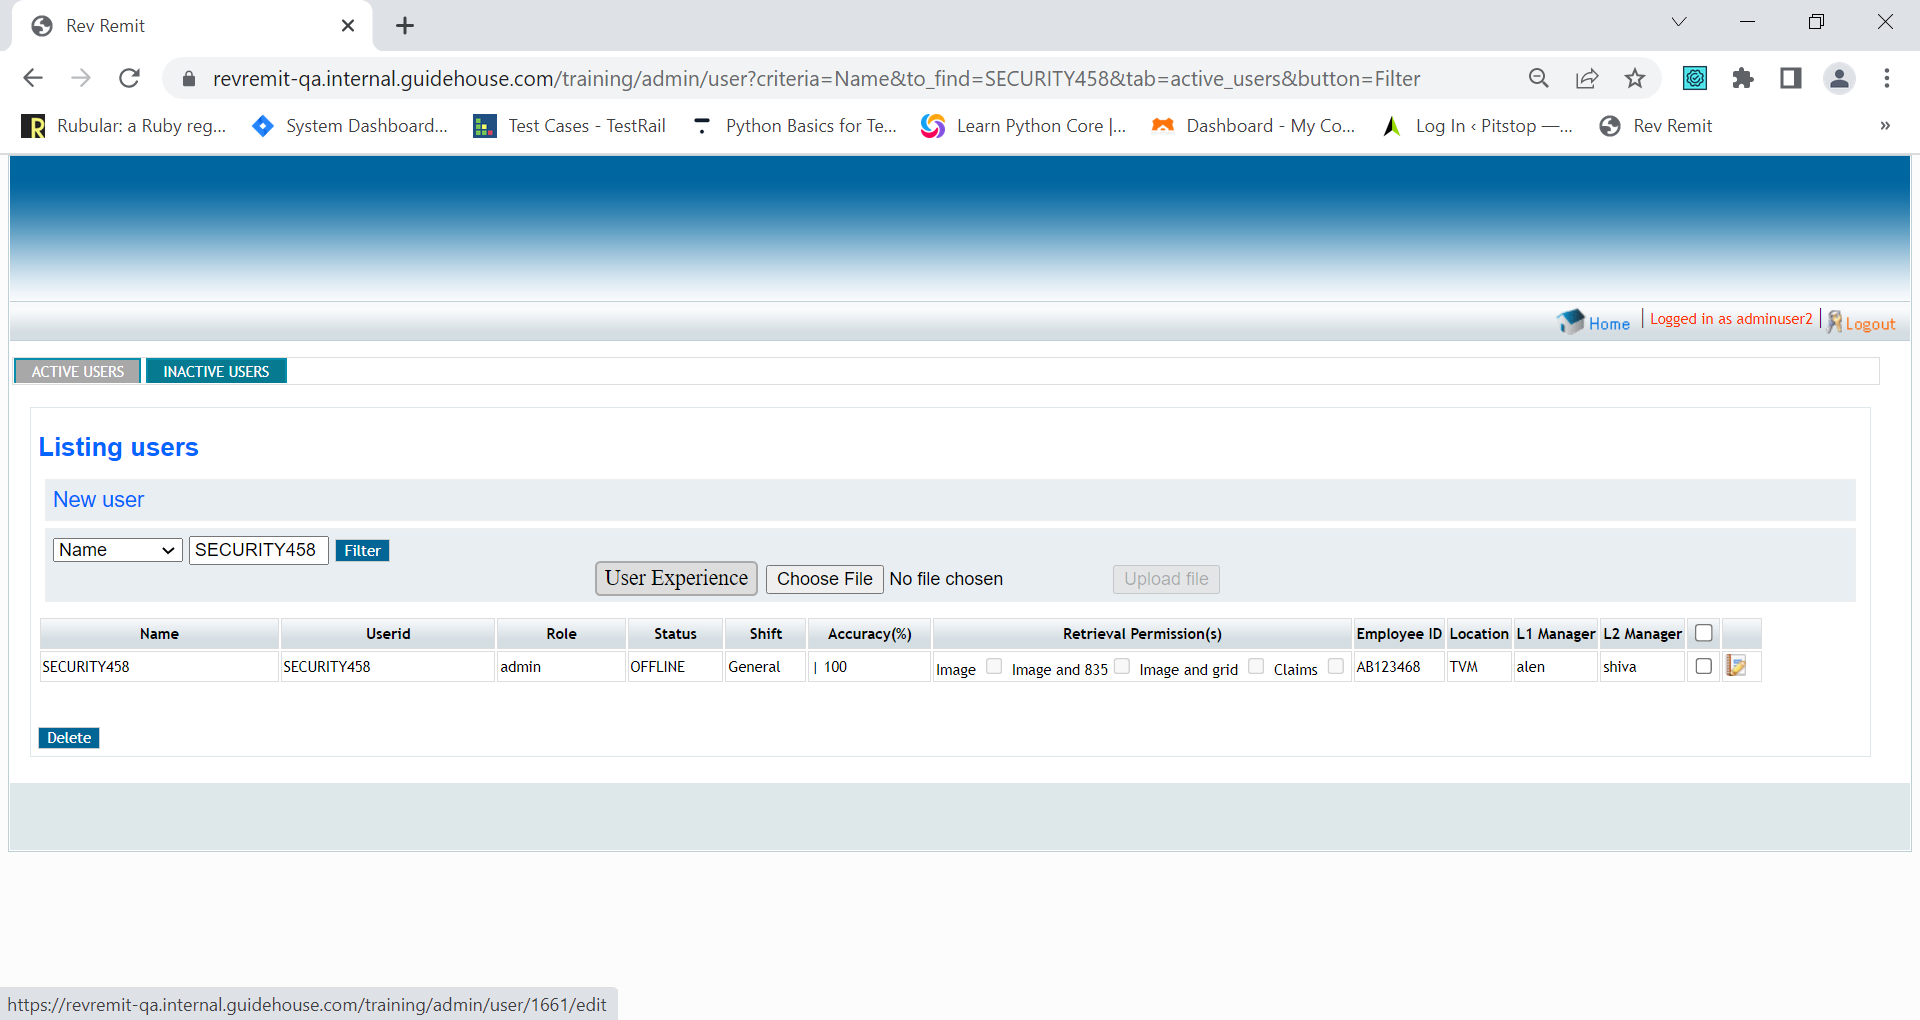 Rev Remit
revremit-qa.internal.guidehouse.com/training/admin/user?criteria=Name&to_find=SECURITY458&tab=active_users&button=Filter
Rubular: a Ruby reg... System Dashboard... Test Cases - TestRail Python Basics for Te... Learn Python Core |... Dashboard - My Co... Log In ‹ Pitstop —... Rev Remit »
Home | Logged in as adminuser2 | Logout
ACTIVE USERS INACTIVE USERS
Listing users
New user
Name SECURITY458 Filter
User Experience Choose File No file chosen Upload file
Name Userid Role Status Shift Accuracy(%) Retrieval Permission(s) Employee ID Location L1 Manager L2 Manager
SECURITY458 SECURITY458 admin OFFLINE General | 100 Image Image and 835 Image and grid Claims AB123468 TVM alen shiva
Delete
https://revremit-qa.internal.guidehouse.com/training/admin/user/1661/edit